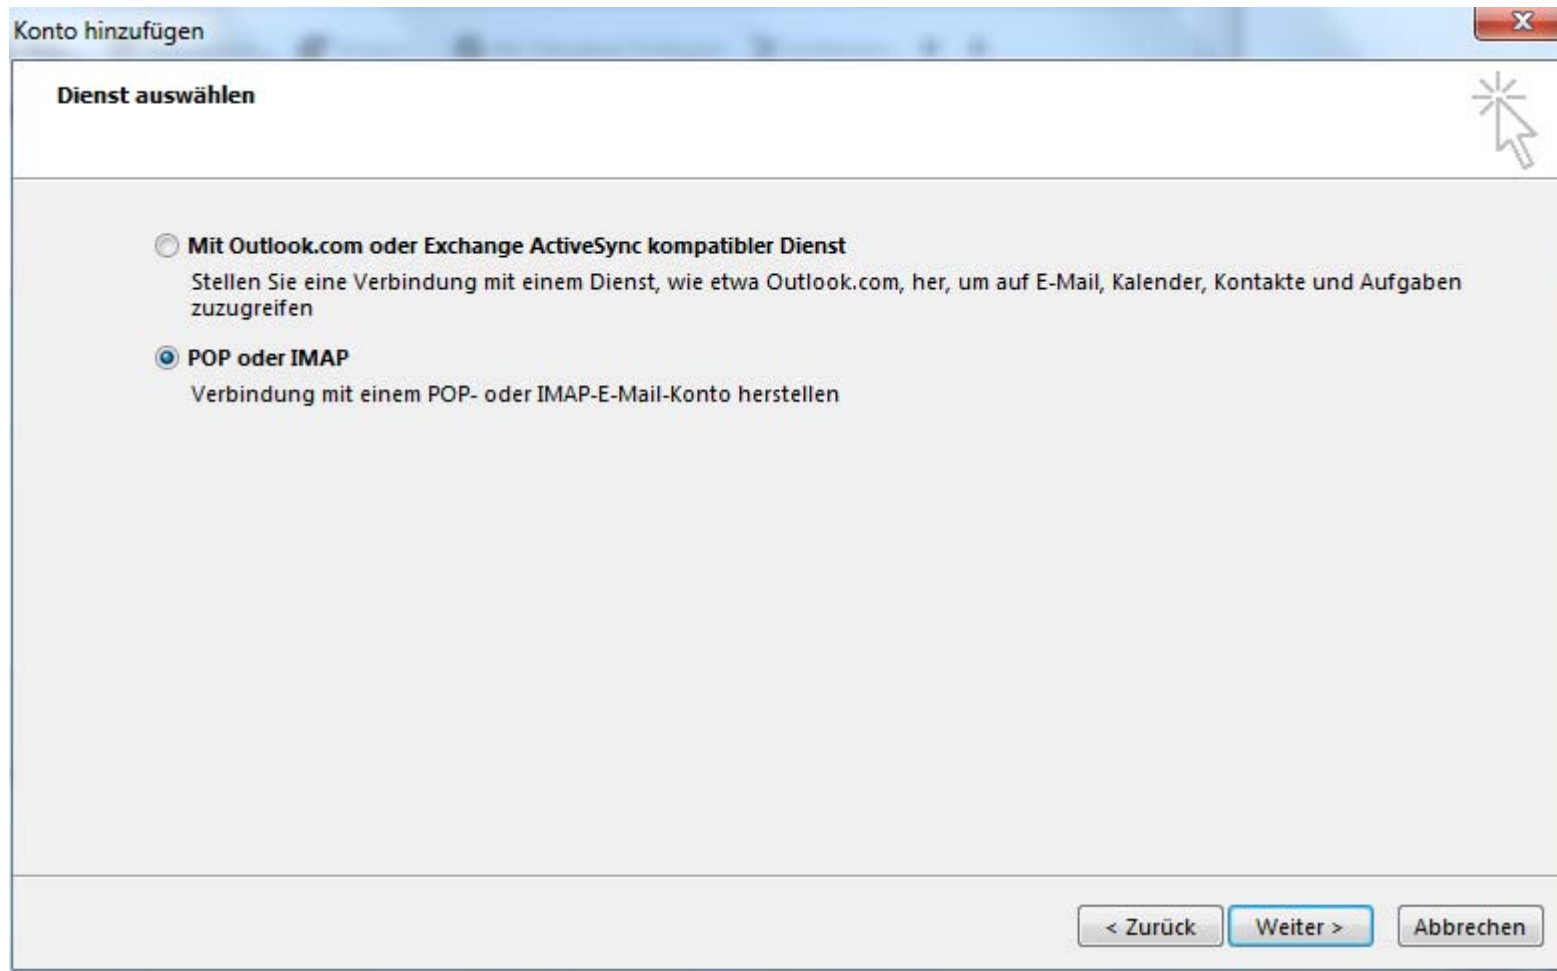 Konto hinzufügen
Dienst auswählen
Mit Outlook.com oder Exchange ActiveSync kompatibler Dienst
Stellen Sie eine Verbindung mit einem Dienst, wie etwa Outlook.com, her, um auf E-Mail, Kalender, Kontakte und Aufgaben
zuzugreifen
POP oder IMAP
Verbindung mit einem POP- oder IMAP-E-Mail-Konto herstellen
< Zurück
Weiter >
Abbrechen